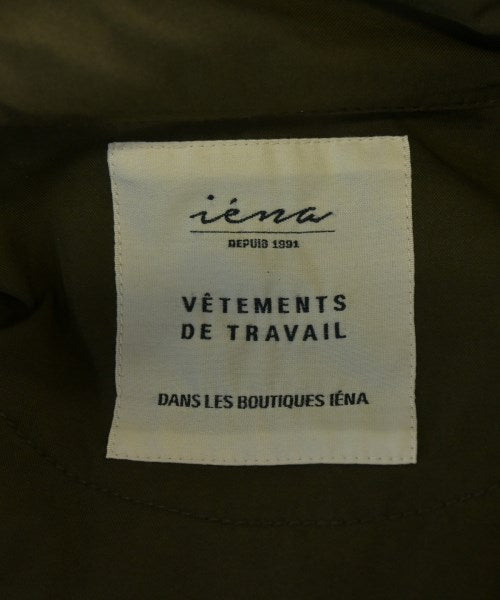 iéna
DEPUIS 1991
VÊTEMENTS
DE TRAVAIL
DANS LES BOUTIQUES IÉNA